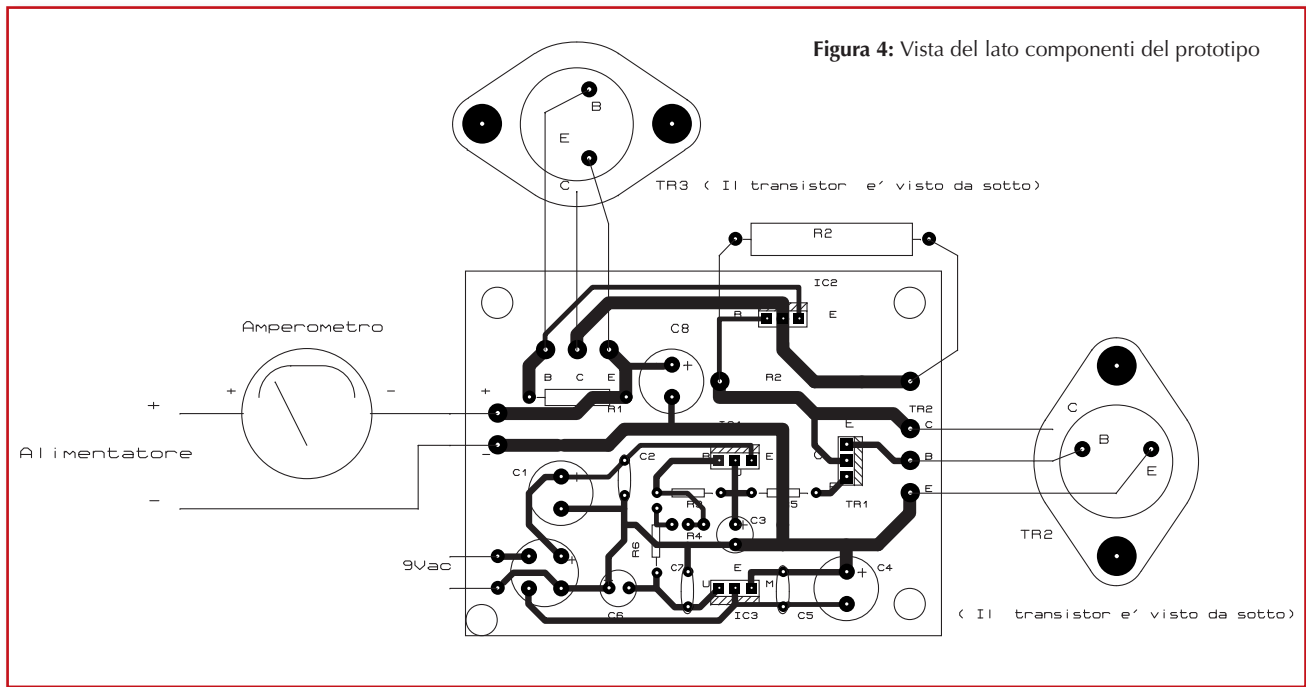 Figura 4: Vista del lato componenti del prototipo
B
E
C
TR3 ( Il transistor e' visto da sotto)
R2
IC2
R
E
C8
Amperometro
+
-
+
B
C
E
R2
+
R1
TR2
C
C
+
-
E
Alimentatore
B
C
B
E
C2
R
E
C1
+
E
-
TR1
C3
+
R4
R6
TR2
9Vac
+
C7
E
U
M
+
C4
( Il transistor e' visto da sotto)
C6
IC3
C5